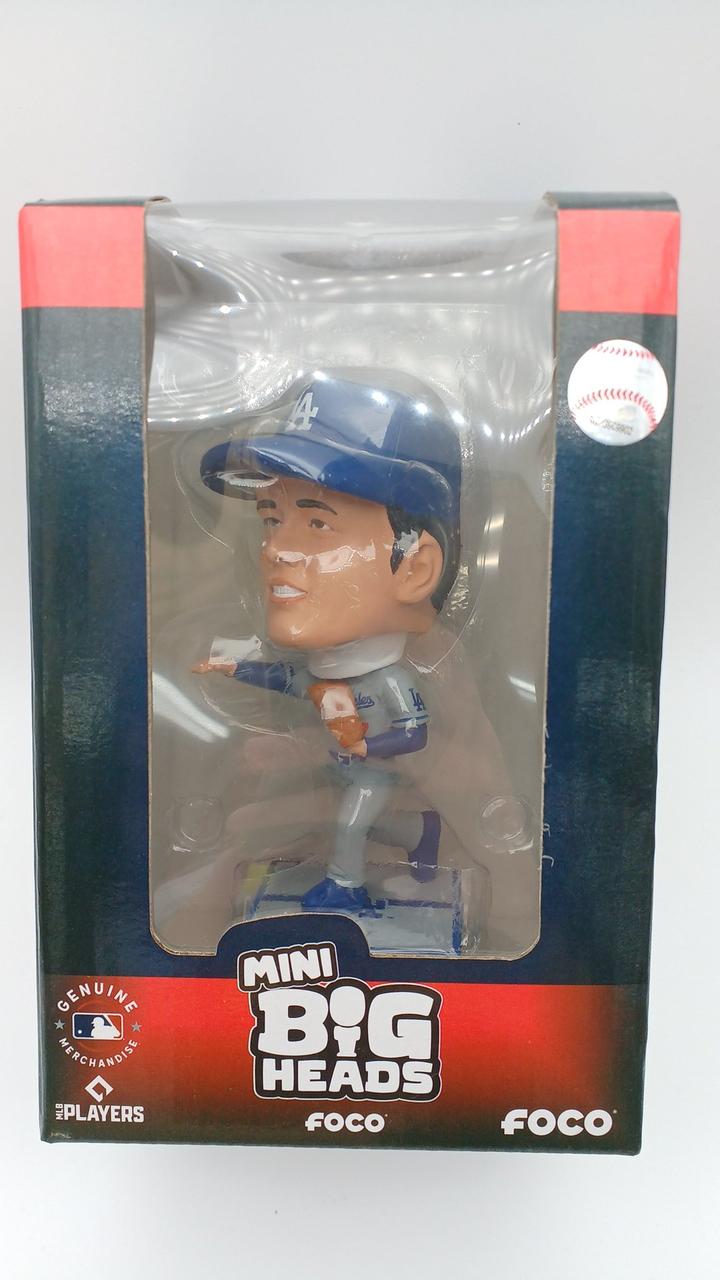 LA
LA
GENUINE
MERCHANDISE
MLB PLAYERS
MINI
BIG
HEADS
FOCO
FOCO